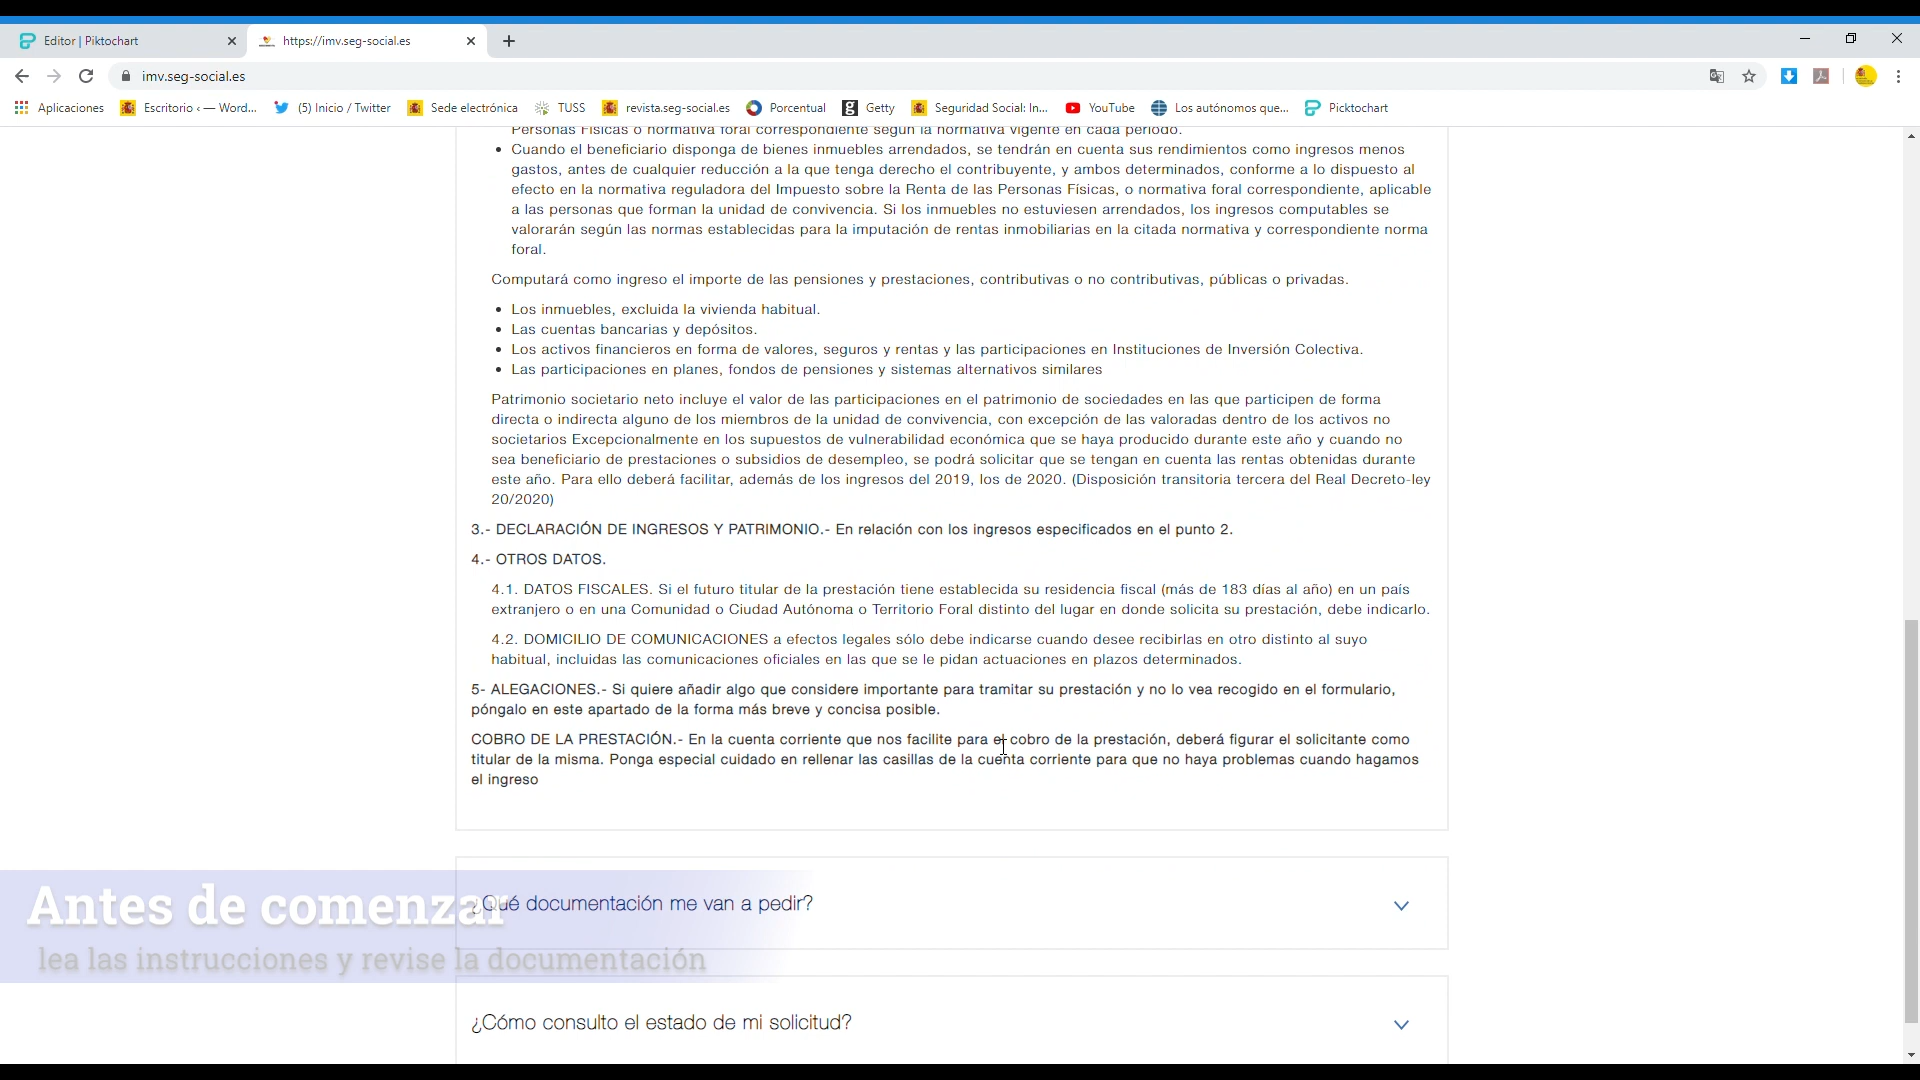 Editor | Piktochart
https://imv.seg-social.es
imv.seg-social.es
Aplicaciones
Escritorio ‹ — Word...
(5) Inicio / Twitter
Sede electrónica
TUSS
revista.seg-social.es
Porcentual
Getty
Seguridad Social: In...
YouTube
Los autónomos que...
Picktochart
Personas Físicas o normativa foral correspondiente según la normativa vigente en cada periodo.
• Cuando el beneficiario disponga de bienes inmuebles arrendados, se tendrán en cuenta sus rendimientos como ingresos menos
gastos, antes de cualquier reducción a la que tenga derecho el contribuyente, y ambos determinados, conforme a lo dispuesto al
efecto en la normativa reguladora del Impuesto sobre la Renta de las Personas Físicas, o normativa foral correspondiente, aplicable
a las personas que forman la unidad de convivencia. Si los inmuebles no estuviesen arrendados, los ingresos computables se
valorarán según las normas establecidas para la imputación de rentas inmobiliarias en la citada normativa y correspondiente norma
foral.
Computará como ingreso el importe de las pensiones y prestaciones, contributivas o no contributivas, públicas o privadas.
• Los inmuebles, excluida la vivienda habitual.
• Las cuentas bancarias y depósitos.
• Los activos financieros en forma de valores, seguros y rentas y las participaciones en Instituciones de Inversión Colectiva.
• Las participaciones en planes, fondos de pensiones y sistemas alternativos similares
Patrimonio societario neto incluye el valor de las participaciones en el patrimonio de sociedades en las que participen de forma
directa o indirecta alguno de los miembros de la unidad de convivencia, con excepción de las valoradas dentro de los activos no
societarios Excepcionalmente en los supuestos de vulnerabilidad económica que se haya producido durante este año y cuando no
sea beneficiario de prestaciones o subsidios de desempleo, se podrá solicitar que se tengan en cuenta las rentas obtenidas durante
este año. Para ello deberá facilitar, además de los ingresos del 2019, los de 2020. (Disposición transitoria tercera del Real Decreto-ley
20/2020)
3.- DECLARACIÓN DE INGRESOS Y PATRIMONIO.- En relación con los ingresos especificados en el punto 2.
4.- OTROS DATOS.
4.1. DATOS FISCALES. Si el futuro titular de la prestación tiene establecida su residencia fiscal (más de 183 días al año) en un país
extranjero o en una Comunidad o Ciudad Autónoma o Territorio Foral distinto del lugar en donde solicita su prestación, debe indicarlo.
4.2. DOMICILIO DE COMUNICACIONES a efectos legales sólo debe indicarse cuando desee recibirlas en otro distinto al suyo
habitual, incluidas las comunicaciones oficiales en las que se le pidan actuaciones en plazos determinados.
5- ALEGACIONES.- Si quiere añadir algo que considere importante para tramitar su prestación y no lo vea recogido en el formulario,
póngalo en este apartado de la forma más breve y concisa posible.
COBRO DE LA PRESTACIÓN.- En la cuenta corriente que nos facilite para el cobro de la prestación, deberá figurar el solicitante como
titular de la misma. Ponga especial cuidado en rellenar las casillas de la cuenta corriente para que no haya problemas cuando hagamos
el ingreso
Antes de comenzar
¿Qué documentación me van a pedir?
lea las instrucciones y revise la documentación
¿Cómo consulto el estado de mi solicitud?